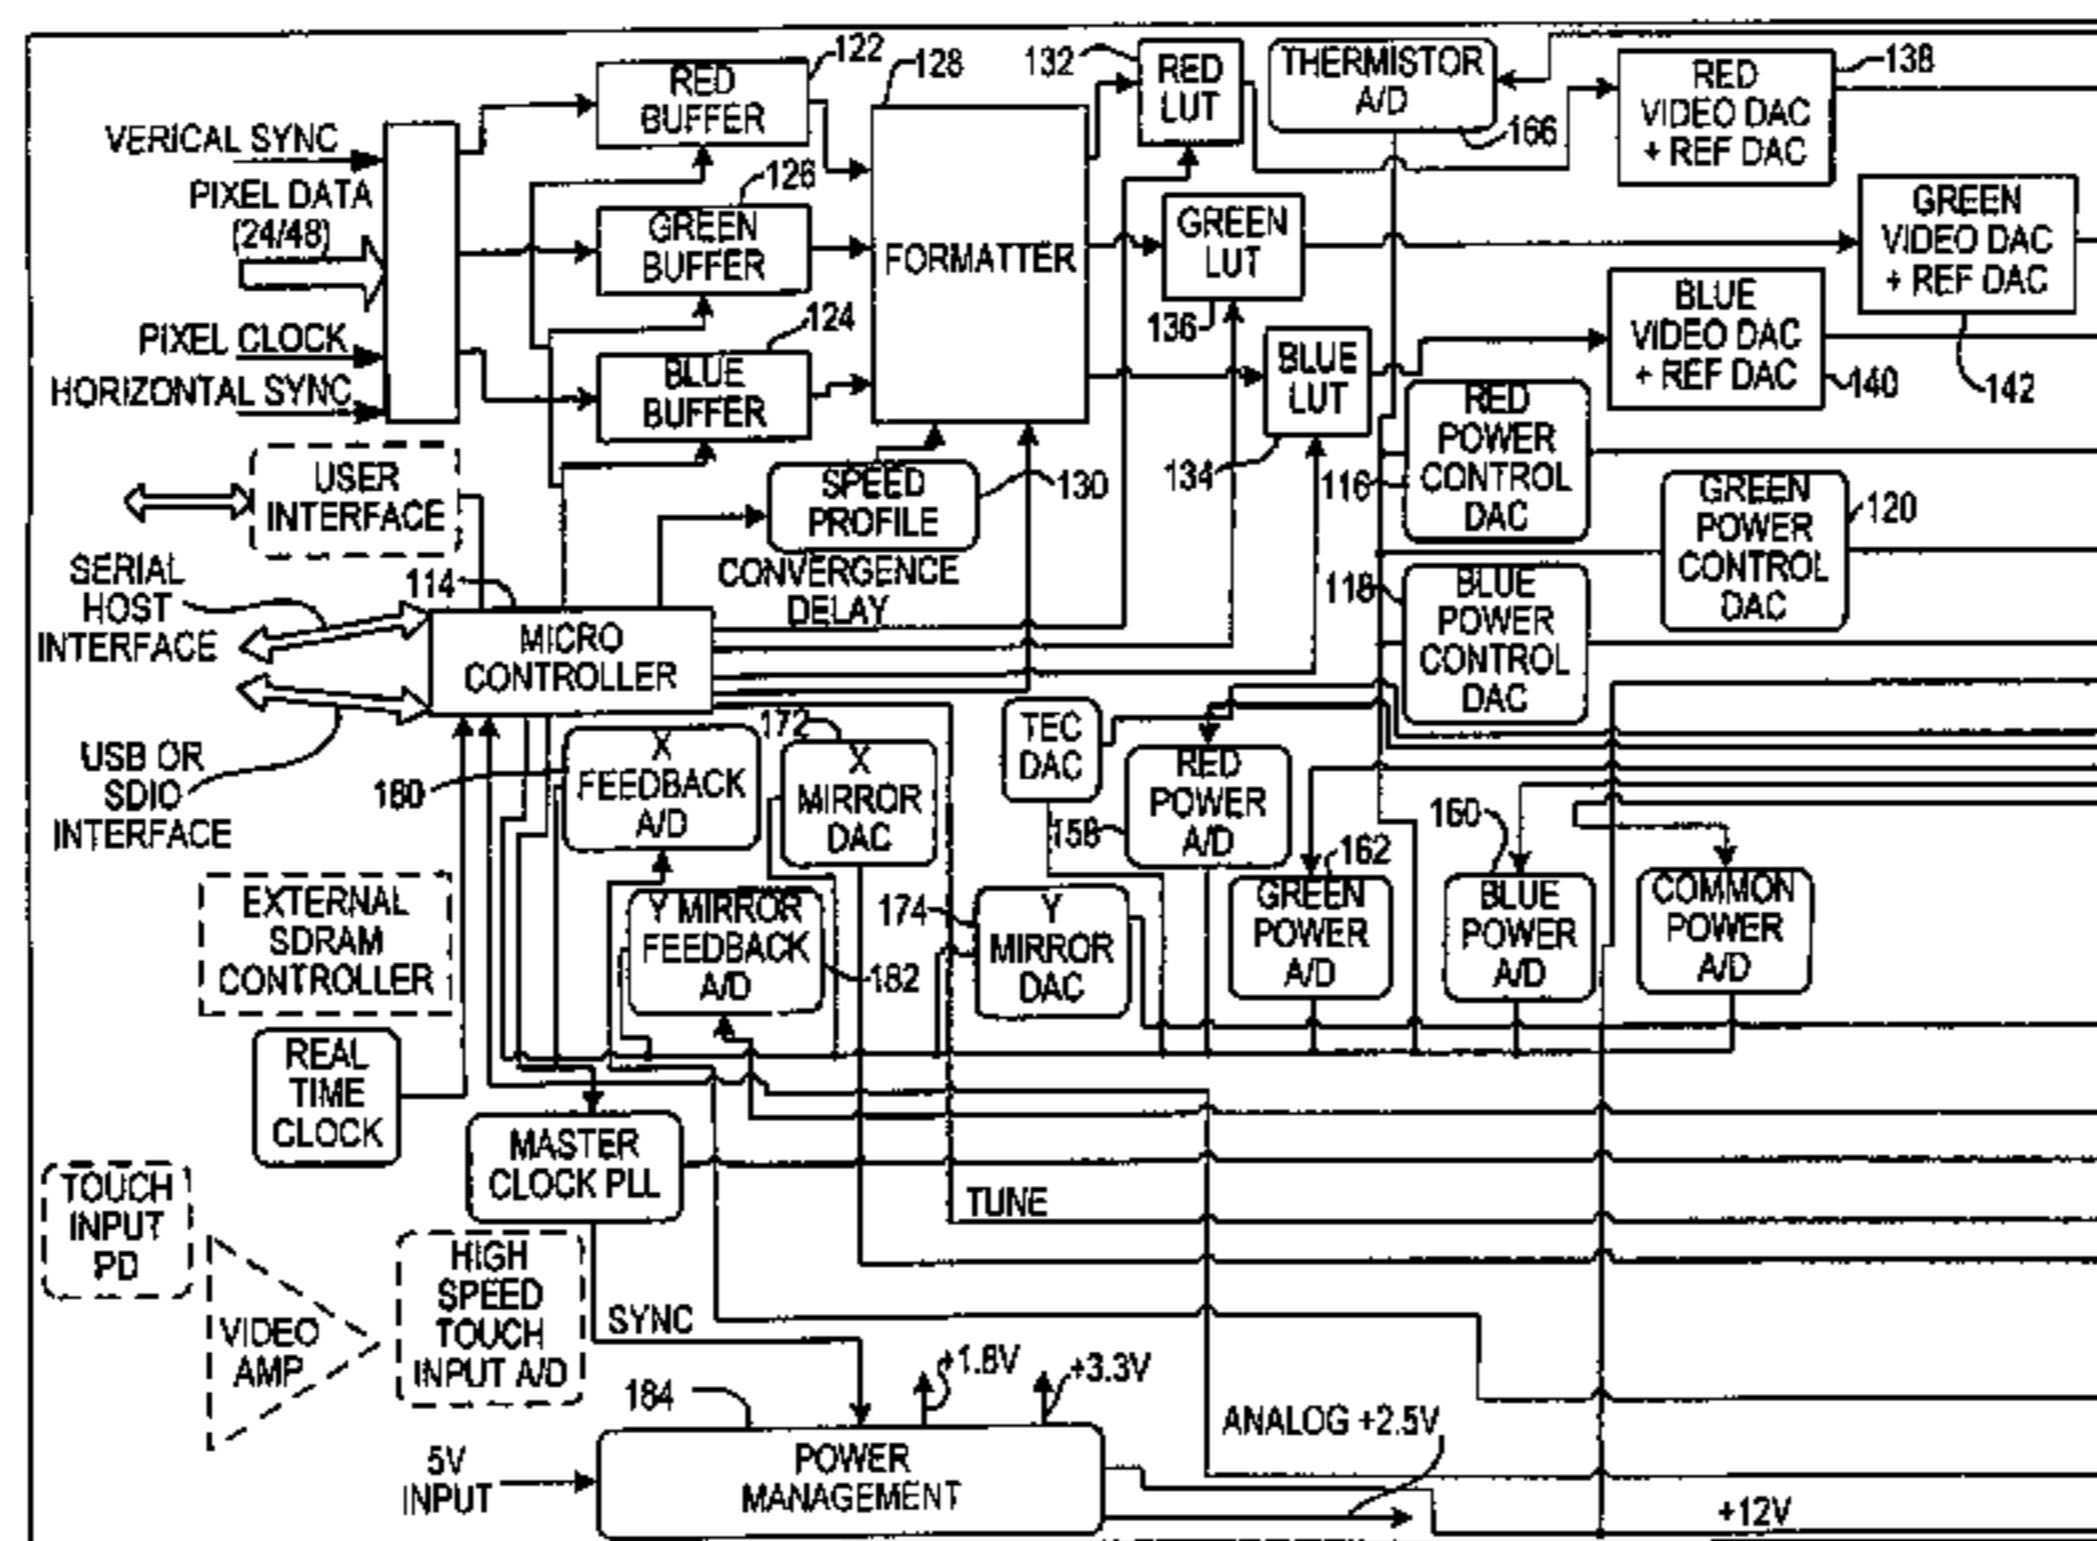 VERICAL SYNC
PIXEL DATA
(24/48)
PIXEL CLOCK
HORIZONTAL SYNC
RED
BUFFER
122
GREEN
BUFFER
126
BLUE
BUFFER
124
128
FORMATTER
132
RED
LUT
GREEN
LUT
136
BLUE
LUT
134
THERMISTOR
A/D
166
RED
VIDEO DAC
+ REF DAC
138
GREEN
VIDEO DAC
+ REF DAC
142
BLUE
VIDEO DAC
+ REF DAC
140
RED
POWER
CONTROL
DAC
116
GREEN
POWER
CONTROL
DAC
120
BLUE
POWER
CONTROL
DAC
118
USER
INTERFACE
SPEED
PROFILE
130
CONVERGENCE
DELAY
SERIAL
HOST
INTERFACE
114
MICRO
CONTROLLER
USB OR
SDIO
INTERFACE
X
FEEDBACK
A/D
180
172
X
MIRROR
DAC
TEC
DAC
RED
POWER
A/D
158
162
GREEN
POWER
A/D
160
BLUE
POWER
A/D
COMMON
POWER
A/D
EXTERNAL
SDRAM
CONTROLLER
Y MIRROR
FEEDBACK
A/D
182
174
Y
MIRROR
DAC
REAL
TIME
CLOCK
MASTER
CLOCK PLL
TUNE
TOUCH
INPUT
PD
VIDEO
AMP
HIGH
SPEED
TOUCH
INPUT A/D
SYNC
184
+1.8V
+3.3V
ANALOG +2.5V
5V
INPUT
POWER
MANAGEMENT
+12V